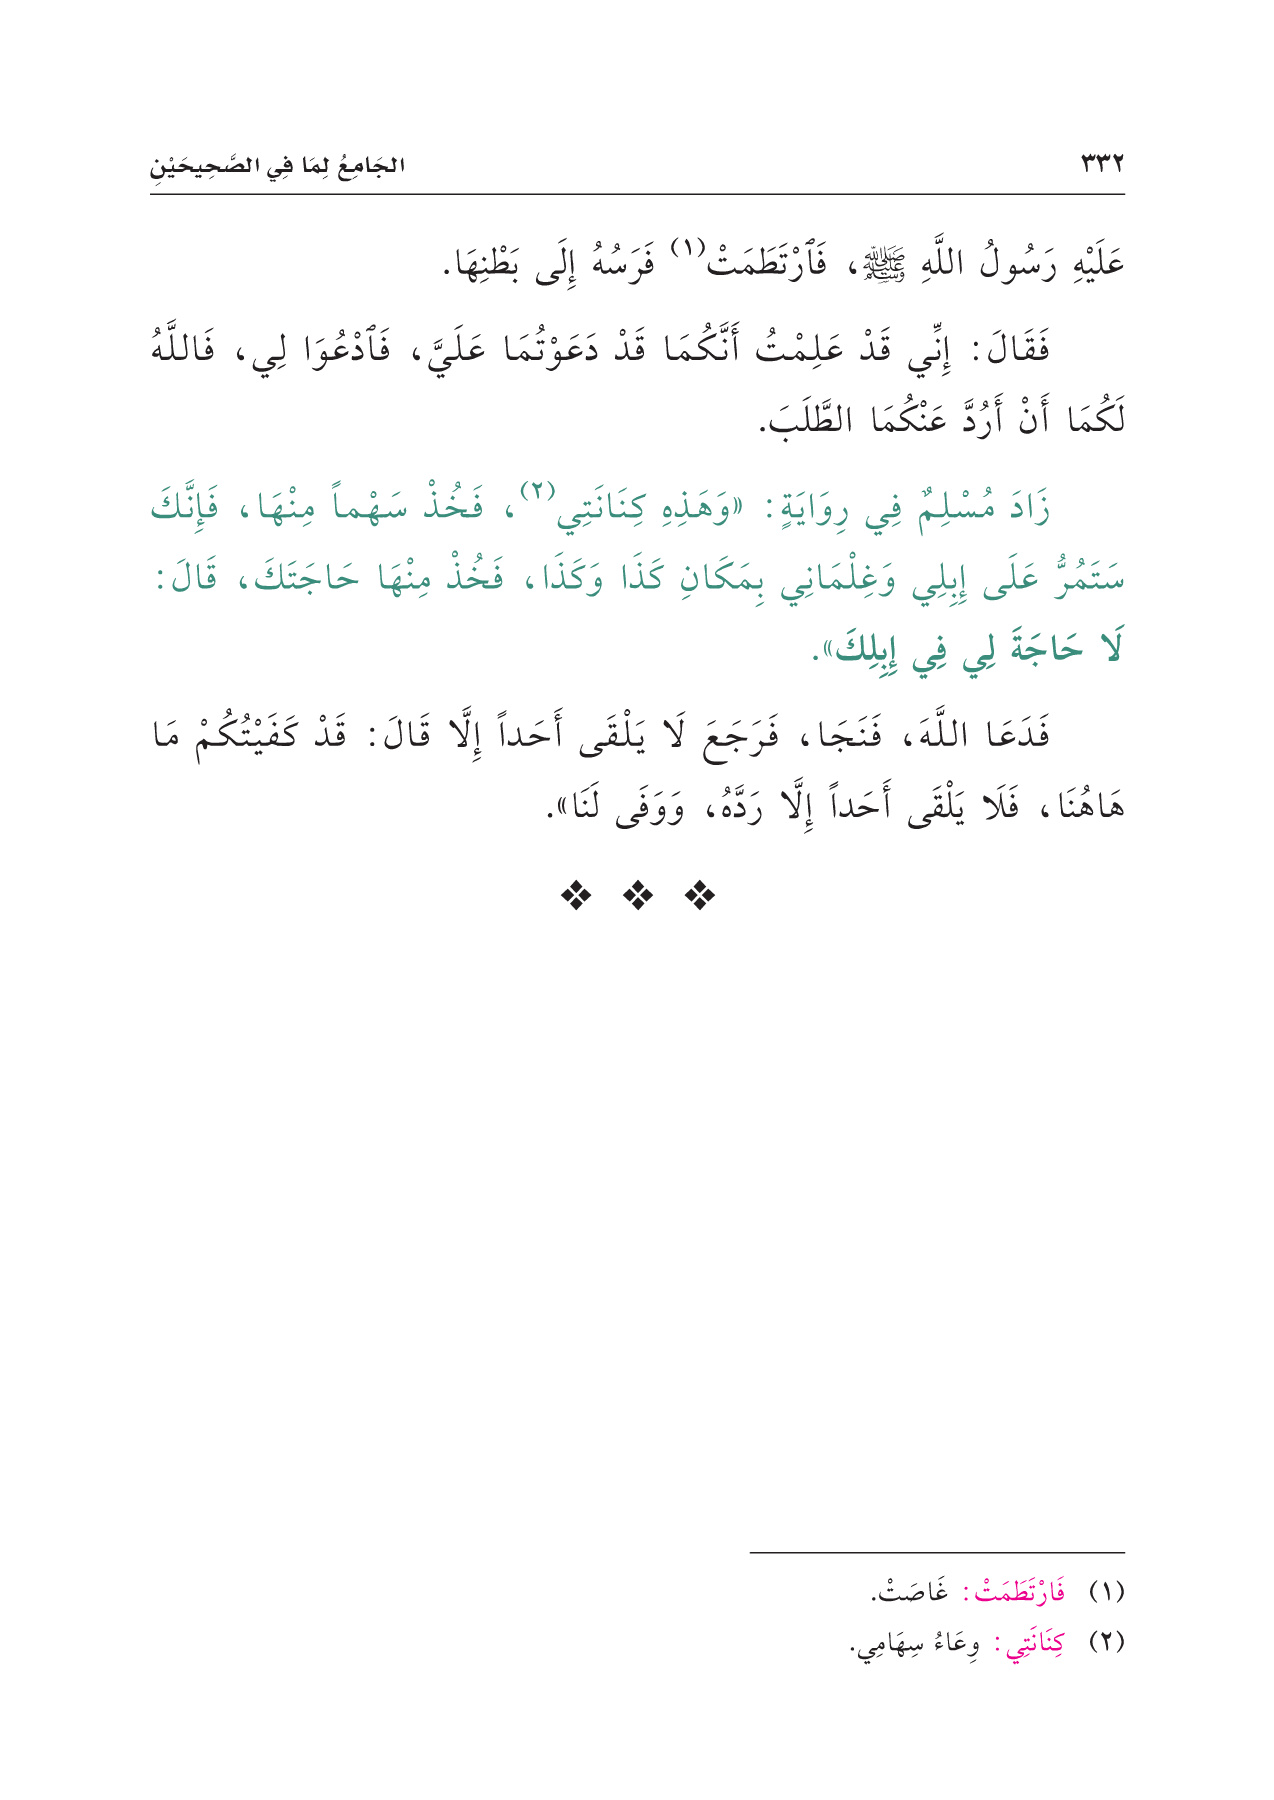 ٣٣٢ الجَامِعُ لِمَا فِي الصَّحِيحَيْنِ
عَلَيْهِ رَسُولُ اللَّهِ ﷺ، فَٱرْتَطَمَتْ(١) فَرَسُهُ إِلَى بَطْنِهَا.
فَقَالَ: إِنِّي قَدْ عَلِمْتُ أَنَّكُمَا قَدْ دَعَوْتُمَا عَلَيَّ، فَٱدْعُوَا لِي، فَاللَّهُ
لَكُمَا أَنْ أَرُدَّ عَنْكُمَا الطَّلَبَ.
زَادَ مُسْلِمٌ فِي رِوَايَةٍ: «وَهَذِهِ كِنَانَتِي(٢)، فَخُذْ سَهْماً مِنْهَا، فَإِنَّكَ
سَتَمُرُّ عَلَى إِبِلِي وَغِلْمَانِي بِمَكَانِ كَذَا وَكَذَا، فَخُذْ مِنْهَا حَاجَتَكَ، قَالَ:
لَا حَاجَةَ لِي فِي إِبِلِكَ».
فَدَعَا اللَّهَ، فَنَجَا، فَرَجَعَ لَا يَلْقَى أَحَداً إِلَّا قَالَ: قَدْ كَفَيْتُكُمْ مَا
هَاهُنَا، فَلَا يَلْقَى أَحَداً إِلَّا رَدَّهُ، وَوَفَى لَنَا».
(١) فَارْتَطَمَتْ: غَاصَتْ.
(٢) كِنَانَتِي: وِعَاءُ سِهَامِي.